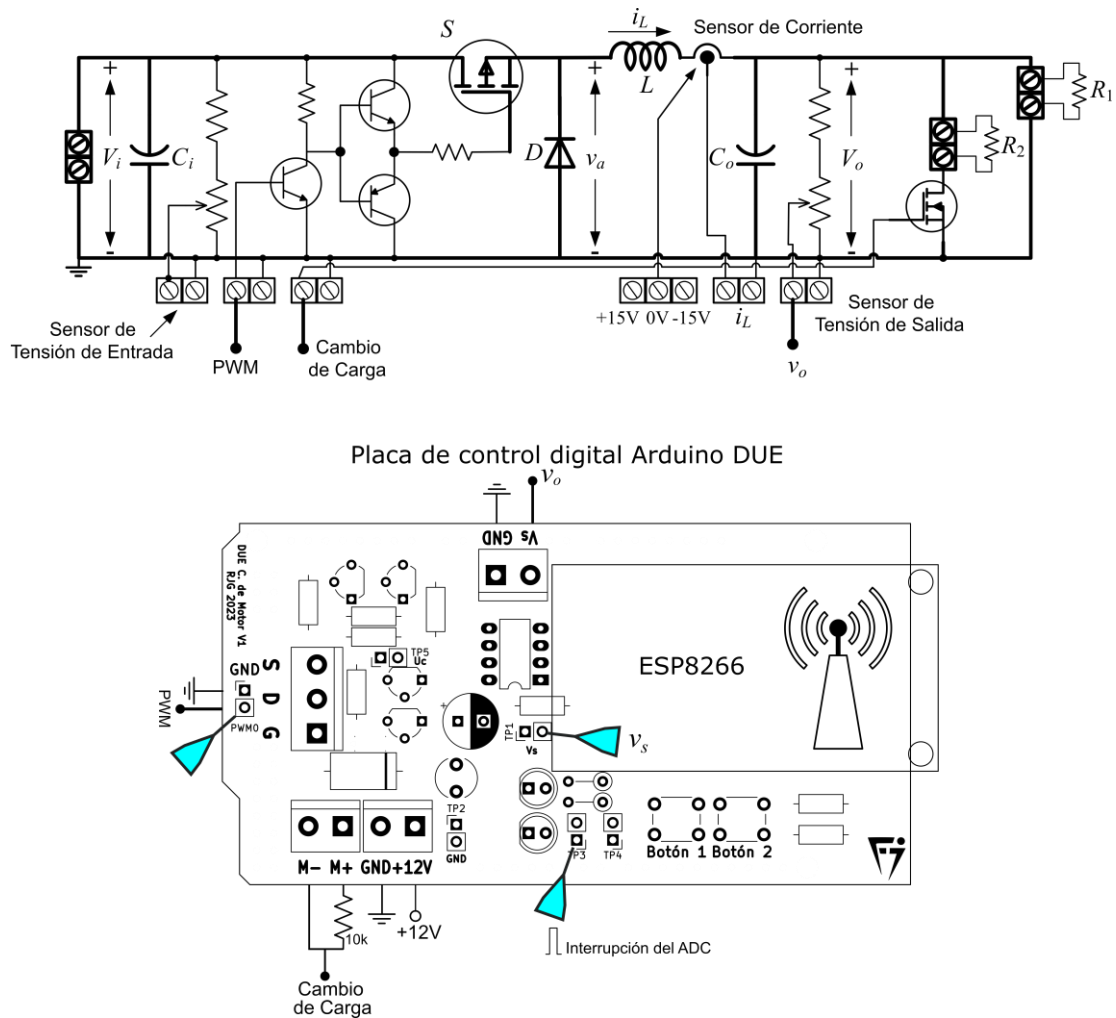 S
i_L
Sensor de Corriente
L
+
V_i
-
C_i
D
+
v_a
-
C_o
+
V_o
-
R_2
R_1
Sensor de
Tensión de Entrada
PWM
Cambio
de Carga
+15V 0V -15V
i_L
v_o
Sensor de
Tensión de Salida
Placa de control digital Arduino DUE
v_o
GND Vs
DUE C. de Motor V1
RJG 2023
GND
S
D
G
PWM
PWM0
TP5
Uc
+
ESP8266
TP1
Vs
v_s
TP2
GND
TP3
TP4
Botón 1 Botón 2
M- M+ GND +12V
10k
+12V
Interrupción del ADC
Cambio
de Carga